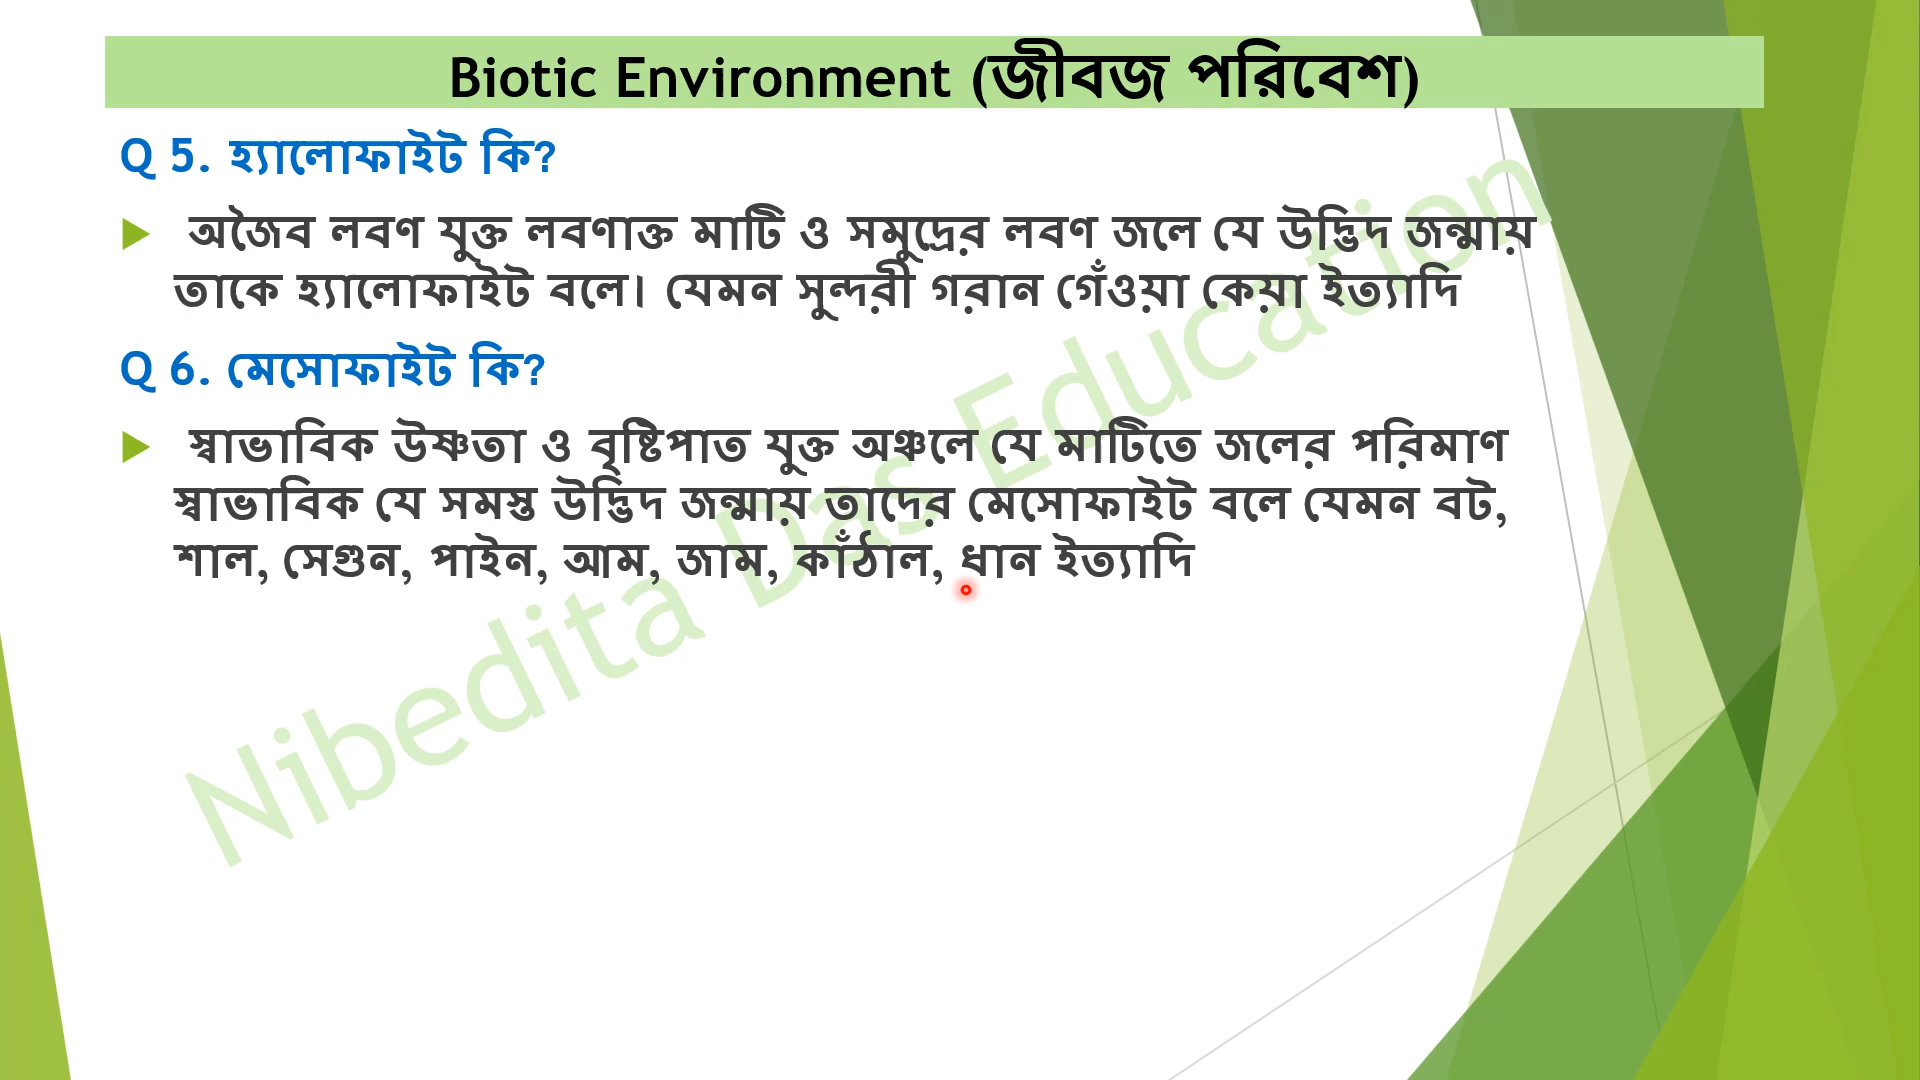 Biotic Environment (জীবজ পরিবেশ)
Q 5. হ্যালোফাইট কি?
অজৈব লবণ যুক্ত লবণাক্ত মাটি ও সমুদ্রের লবণ জলে যে উদ্ভিদ জন্মায়
তাকে হ্যালোফাইট বলে। যেমন সুন্দরী গরান গেঁওয়া কেয়া ইত্যাদি
Q 6. মেসোফাইট কি?
স্বাভাবিক উষ্ণতা ও বৃষ্টিপাত যুক্ত অঞ্চলে যে মাটিতে জলের পরিমাণ
স্বাভাবিক যে সমস্ত উদ্ভিদ জন্মায় তাদের মেসোফাইট বলে যেমন বট,
শাল, সেগুন, পাইন, আম, জাম, কাঁঠাল, ধান ইত্যাদি
Nibedita Das Education